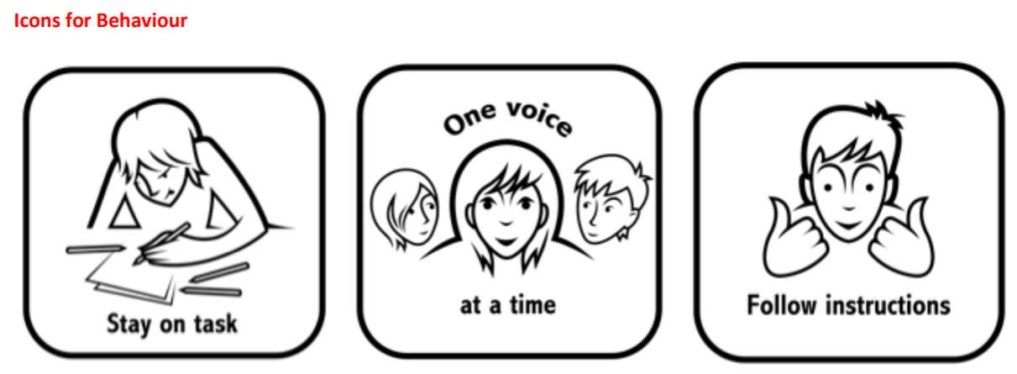 Icons for Behaviour
Stay on task
One voice
at a time
Follow instructions